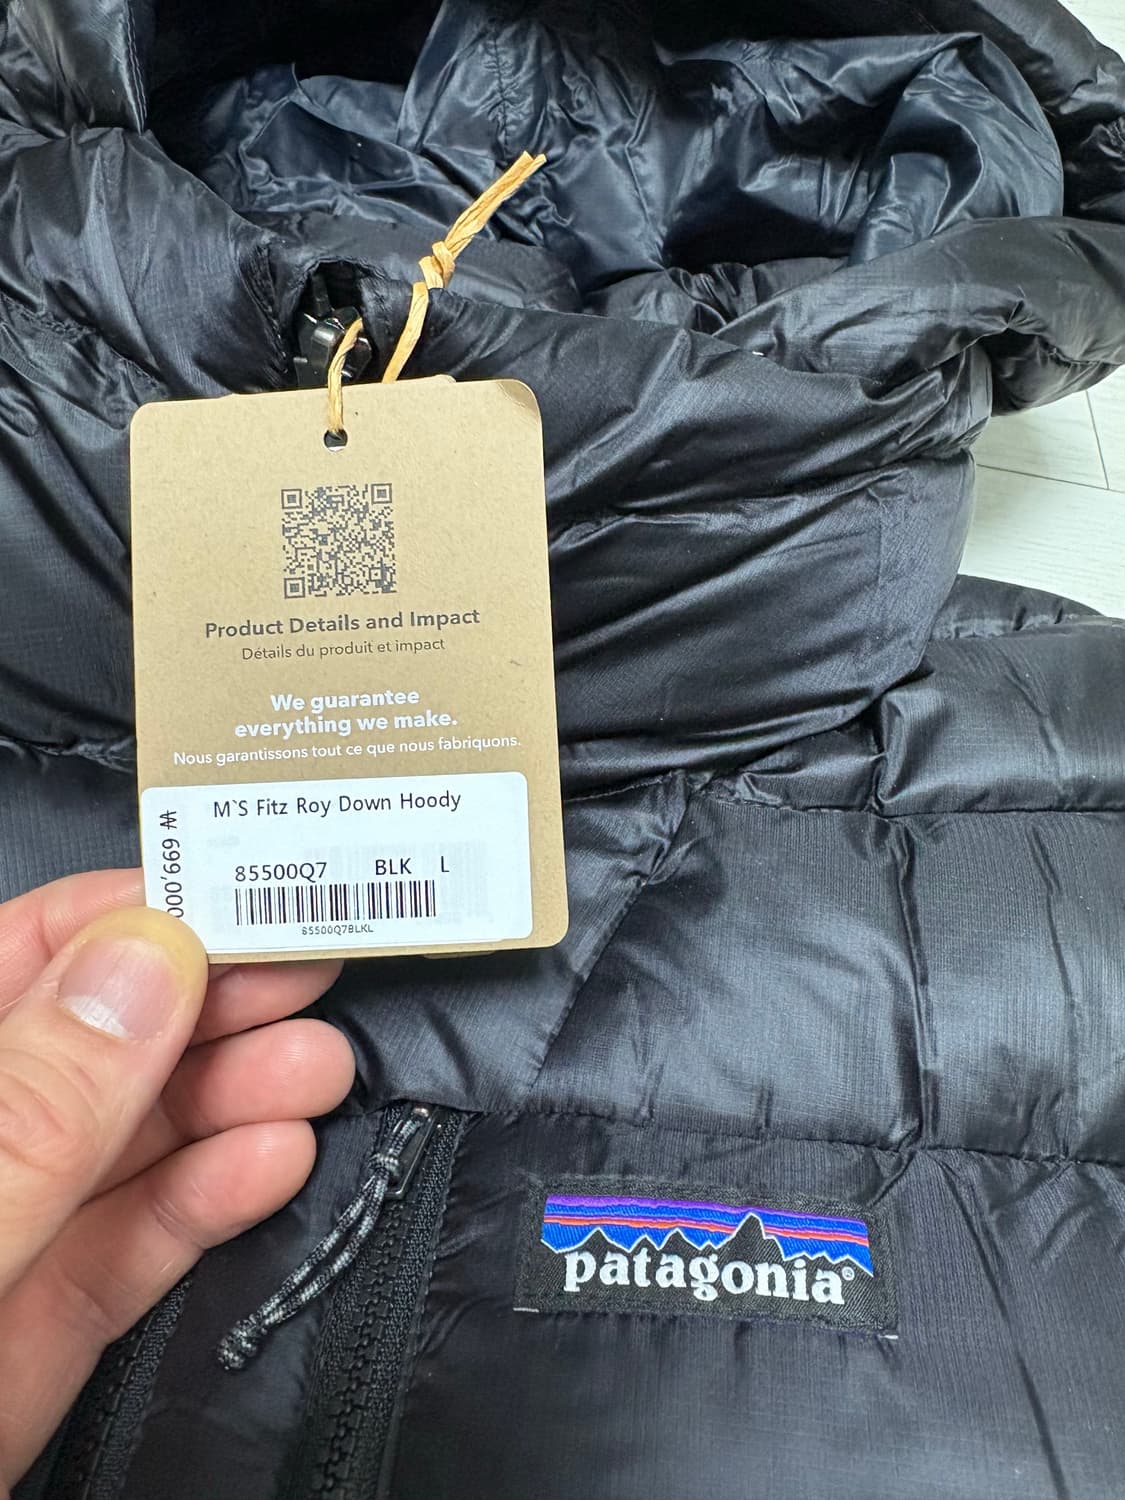 Product Details and Impact
Détails du produit et impact
We guarantee
everything we make.
Nous garantissons tout ce que nous fabriquons.
M`S Fitz Roy Down Hoody
₩ 699,000
85500Q7 BLK L
85500Q7BLKL
patagonia®